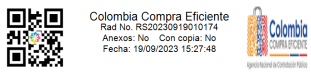 Colombia Compra Eficiente
Rad No. RS20230919010174
Anexos: No Con copia: No
Fecha: 19/09/2023 15:27:48
Colombia
COMPRA EFICIENTE
Agencia Nacional de Contratación Pública